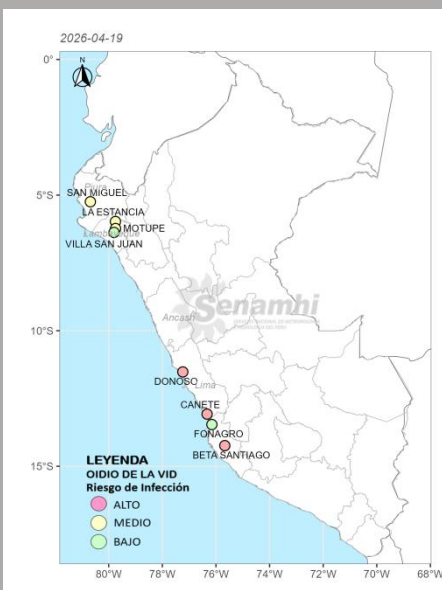 2026-04-19
N
0°
5°S
10°S
15°S
SAN MIGUEL
Piura
LA ESTANCIA
MOTUPE
Lambayeque
VILLA SAN JUAN
Senamhi
Ancash
DONOSO
Lima
CANETE
FONAGRO
BETA SANTIAGO
LEYENDA
OIDIO DE LA VID
Riesgo de Infección
ALTO
MEDIO
BAJO
80°W 78°W 76°W 74°W 72°W 70°W 68°W